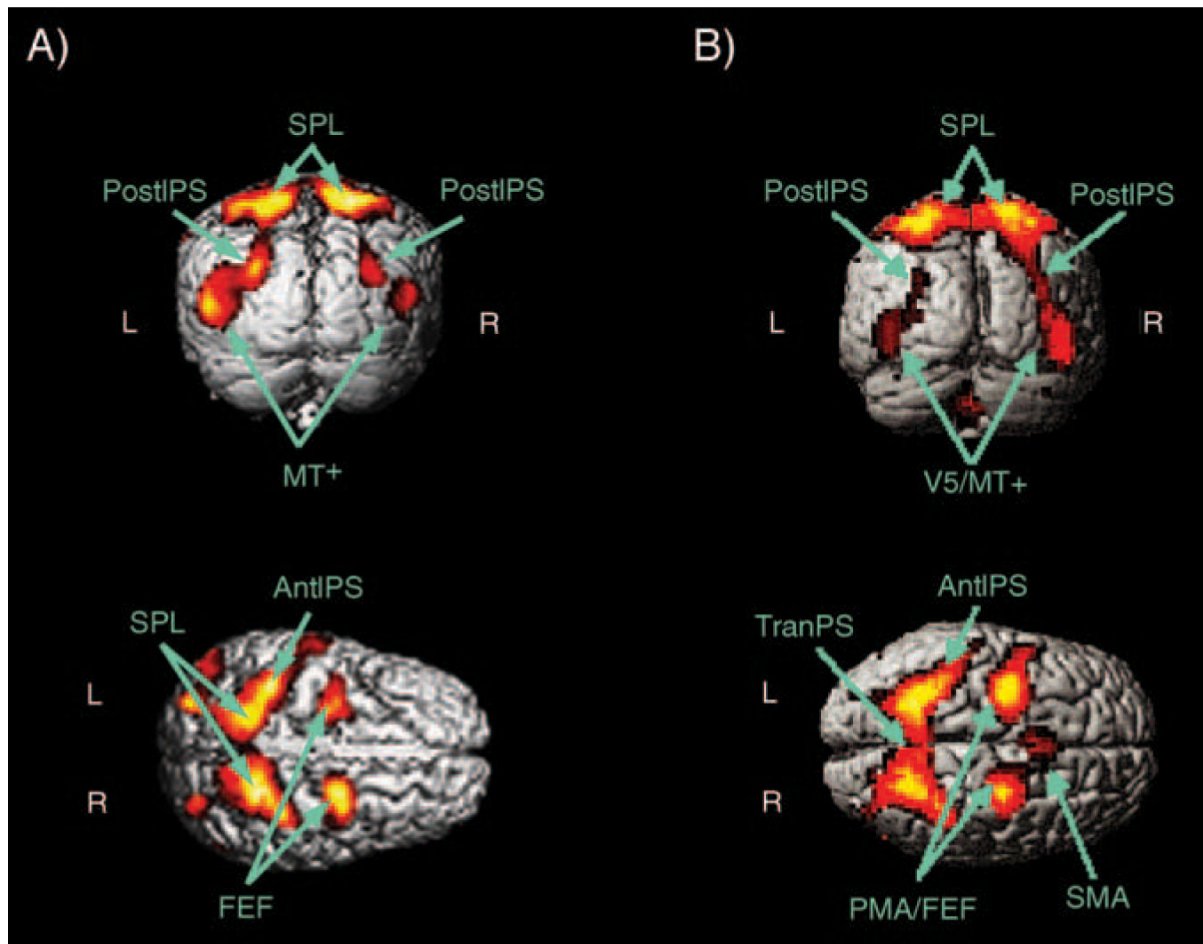 A)
B)
SPL
PostIPS
PostIPS
L
R
MT+
SPL
PostIPS
PostIPS
L
R
V5/MT+
AntIPS
SPL
L
R
FEF
AntIPS
TranPS
L
R
PMA/FEF
SMA